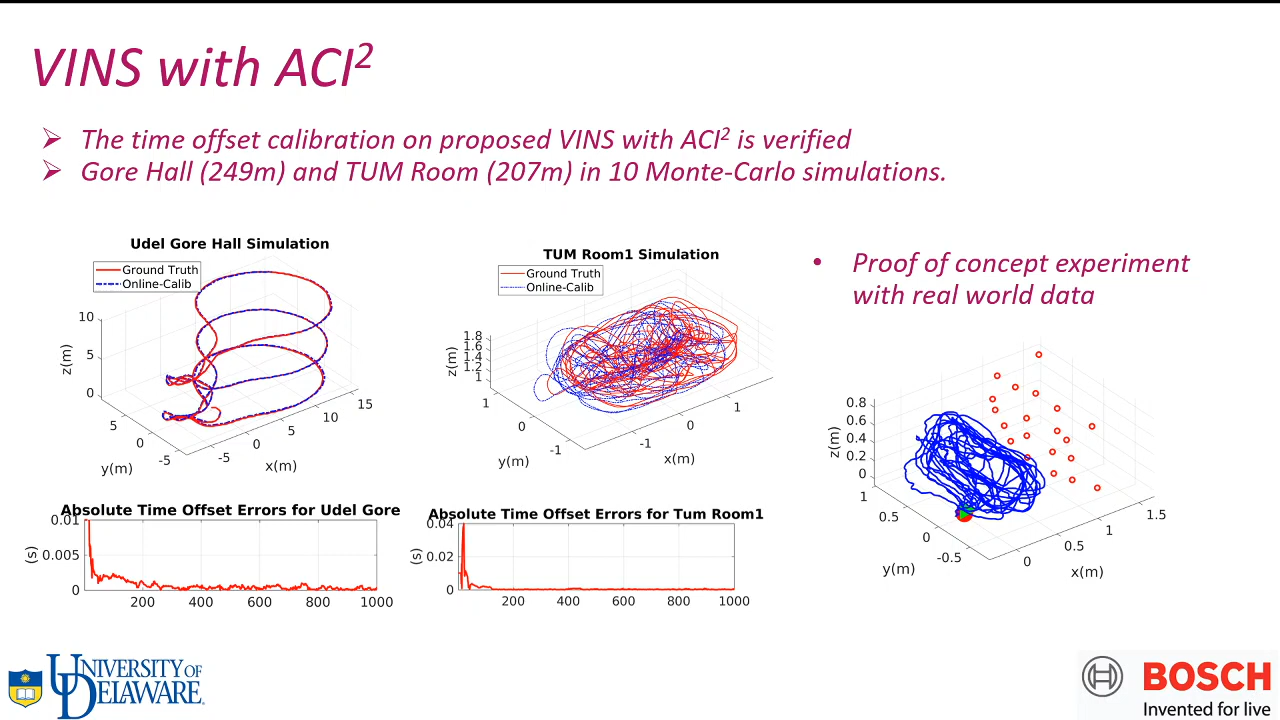 VINS with ACI²
➢ The time offset calibration on proposed VINS with ACI² is verified
➢ Gore Hall (249m) and TUM Room (207m) in 10 Monte-Carlo simulations.
Udel Gore Hall Simulation
Ground Truth
Online-Calib
10
5
0
z(m)
5
0
-5
y(m)
-5
0
5
10
15
x(m)
TUM Room1 Simulation
Ground Truth
Online-Calib
1.8
1.6
1.4
1.2
1
z(m)
1
0
-1
y(m)
-1
0
1
x(m)
• Proof of concept experiment
with real world data
0.8
0.6
0.4
0.2
0
z(m)
1
0.5
0
-0.5
y(m)
0
0.5
1
1.5
x(m)
Absolute Time Offset Errors for Udel Gore
0.01
0.005
0
(s)
200 400 600 800 1000
Absolute Time Offset Errors for Tum Room1
0.04
0.02
0
(s)
200 400 600 800 1000
UNIVERSITY OF
DELAWARE
BOSCH
Invented for live